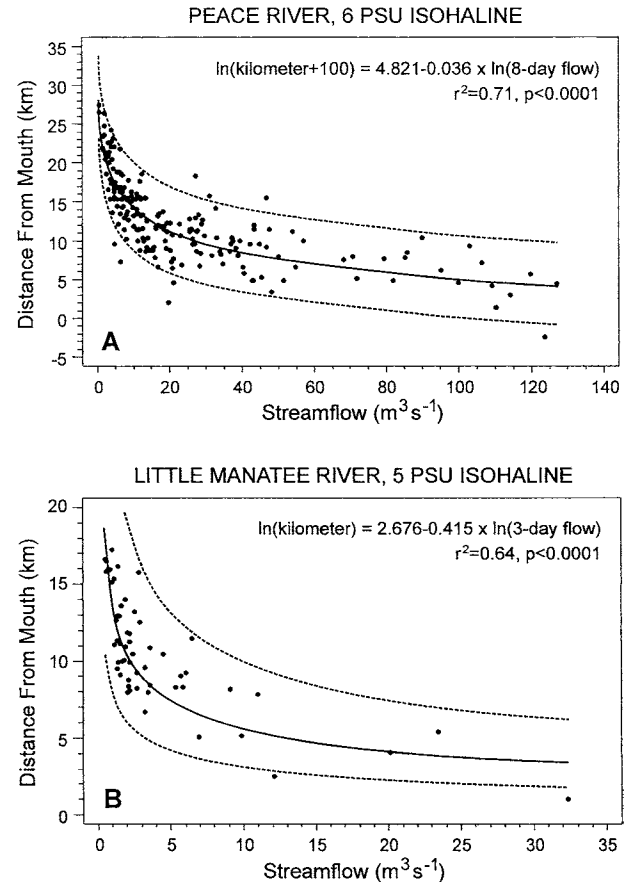 PEACE RIVER, 6 PSU ISOHALINE
35
30
25
20
15
10
5
0
-5
Distance From Mouth (km)
ln(kilometer+100) = 4.821-0.036 x ln(8-day flow)
r²=0.71, p<0.0001
A
0 20 40 60 80 100 120 140
Streamflow (m³s⁻¹)
LITTLE MANATEE RIVER, 5 PSU ISOHALINE
20
15
10
5
0
Distance From Mouth (km)
ln(kilometer) = 2.676-0.415 x ln(3-day flow)
r²=0.64, p<0.0001
B
0 5 10 15 20 25 30 35
Streamflow (m³s⁻¹)